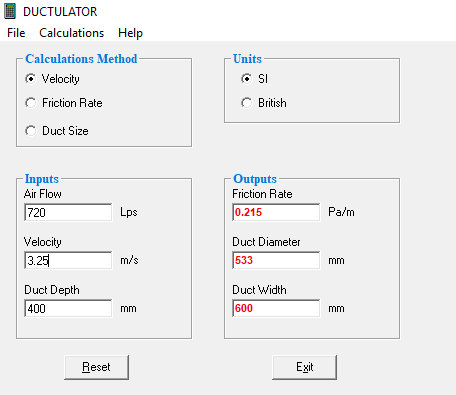 DUCTULATOR
File Calculations Help
Calculations Method
Velocity
Friction Rate
Duct Size
Units
SI
British
Inputs
Air Flow
720 Lps
Velocity
3.25 m/s
Duct Depth
400 mm
Outputs
Friction Rate
0.215 Pa/m
Duct Diameter
533 mm
Duct Width
600 mm
Reset
Exit